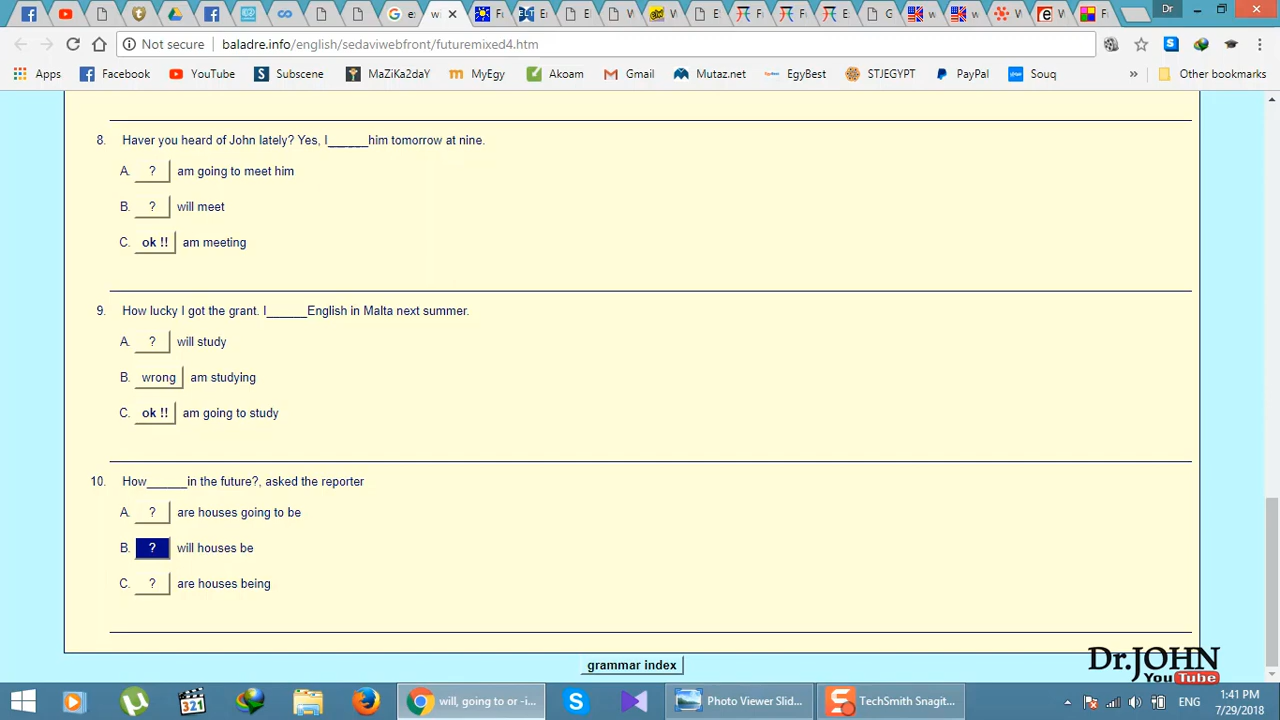 e
w
E
E
V
E
V
E
F
F
E
C
w
w
W
e
F
Dr
Not secure
baladre.info/english/sedaviwebfront/futurmixed4.htm
Apps
Facebook
YouTube
Subscene
MaZiKa2daY
MyEgy
Akoam
Gmail
Mutaz.net
EgyBest
STJEGYPT
PayPal
Souq
»
Other bookmarks
8. Haver you heard of John lately? Yes, I______him tomorrow at nine.
A. ? am going to meet him
B. ? will meet
C. ok !! am meeting
9. How lucky I got the grant. I______English in Malta next summer.
A. ? will study
B. wrong am studying
C. ok !! am going to study
10. How______in the future?, asked the reporter
A. ? are houses going to be
B. ? will houses be
C. ? are houses being
grammar index
Dr.JOHN
YouTube
321
will, going to or -i...
Photo Viewer Slid...
TechSmith Snagit...
ENG
1:41 PM
7/29/2018